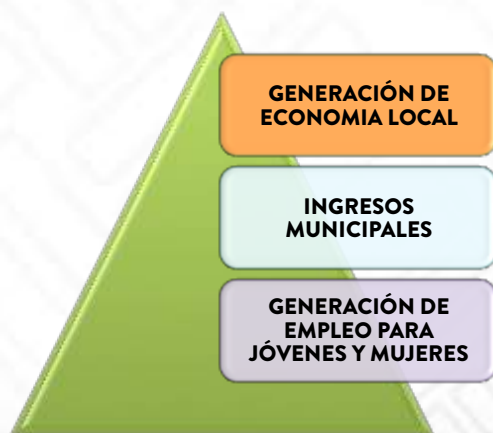 GENERACIÓN DE
ECONOMIA LOCAL
INGRESOS
MUNICIPALES
GENERACIÓN DE
EMPLEO PARA
JÓVENES Y MUJERES